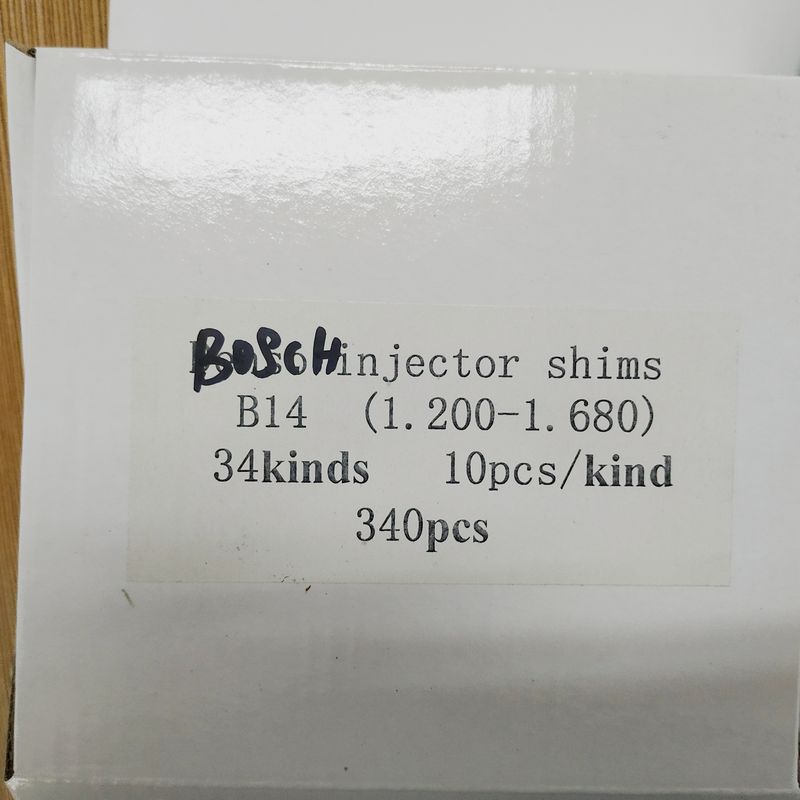 BOSCH injector shims
B14 (1.200-1.680)
34kinds 10pcs/kind
340pcs